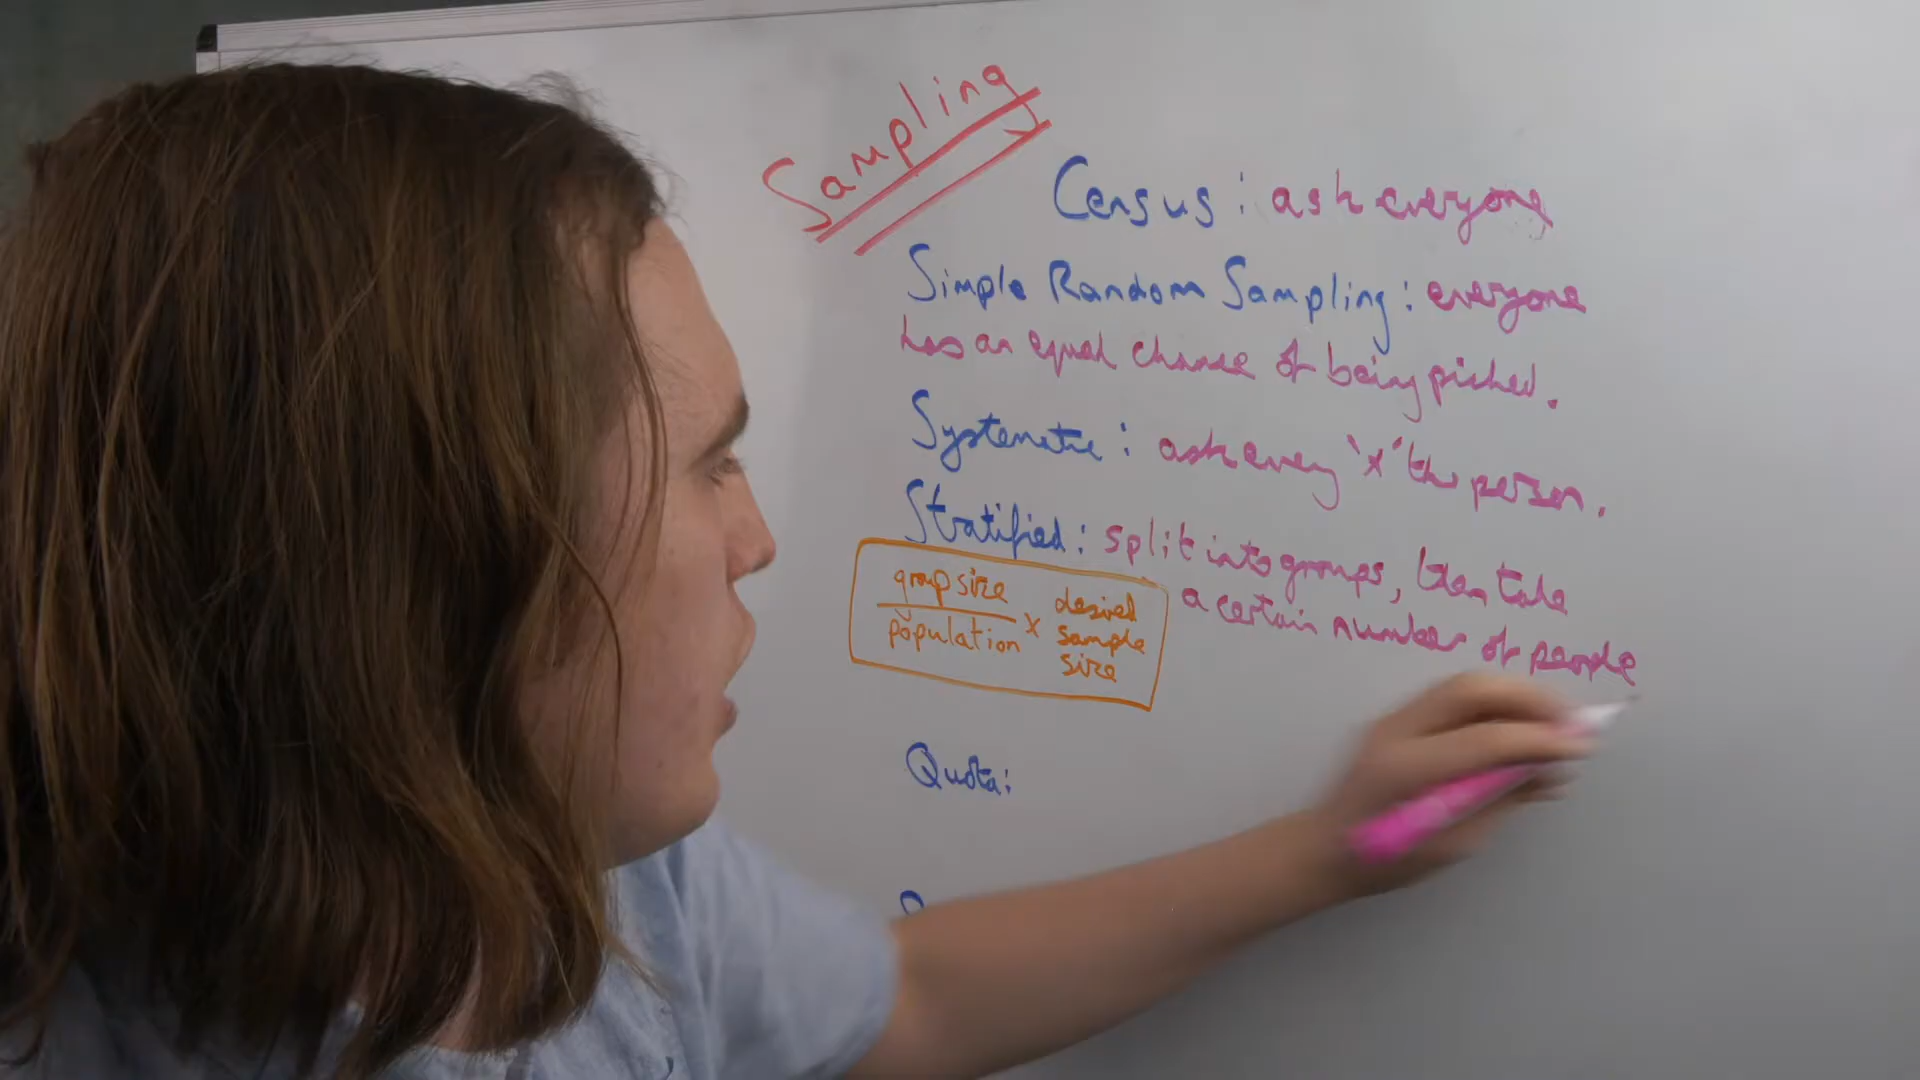 Sampling
Census: ask everyone
Simple Random Sampling: everyone
has an equal chance of being picked.
Systematic: ask every 'x'th person.
Stratified: split into groups, then take
a certain number of people
group size
population
x
desired
sample
size
Quota: